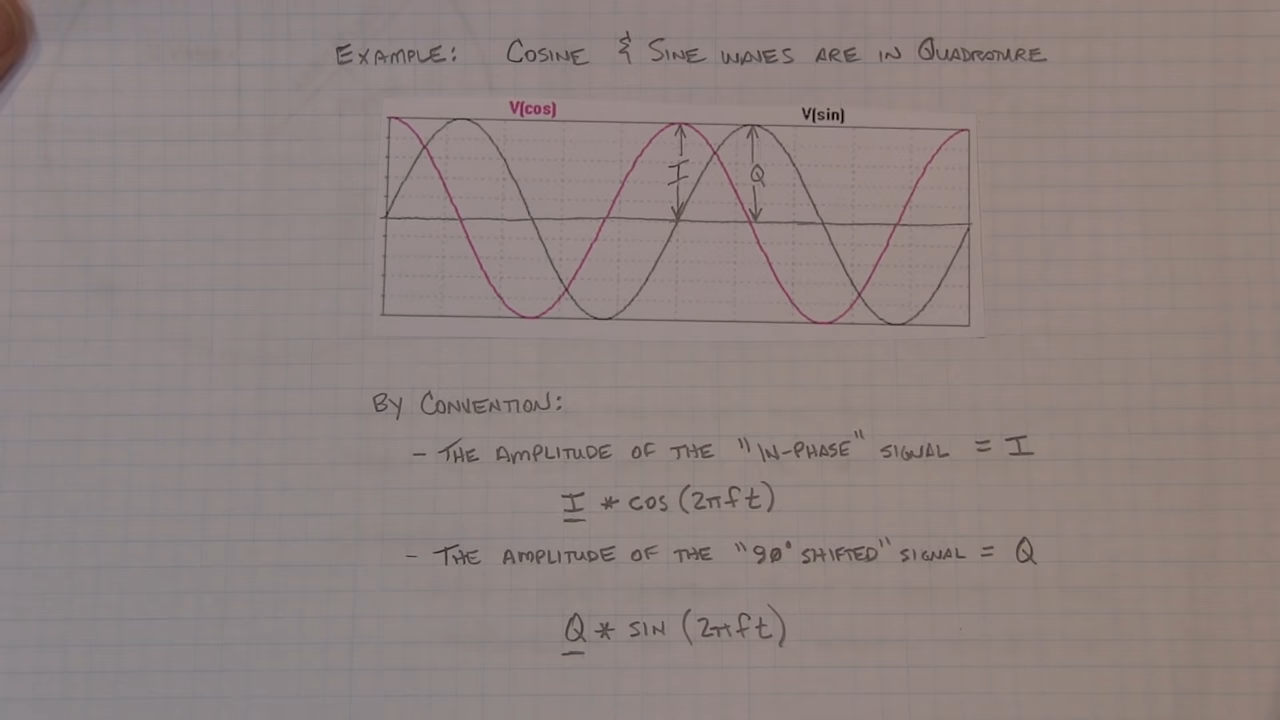 EXAMPLE: COSINE & SINE WAVES ARE IN QUADRATURE
V(cos) V(sin)
I Q
BY CONVENTION:
- THE AMPLITUDE OF THE "IN-PHASE" SIGNAL = I
I * COS (2πft)
- THE AMPLITUDE OF THE "90° SHIFTED" SIGNAL = Q
Q * SIN (2πft)